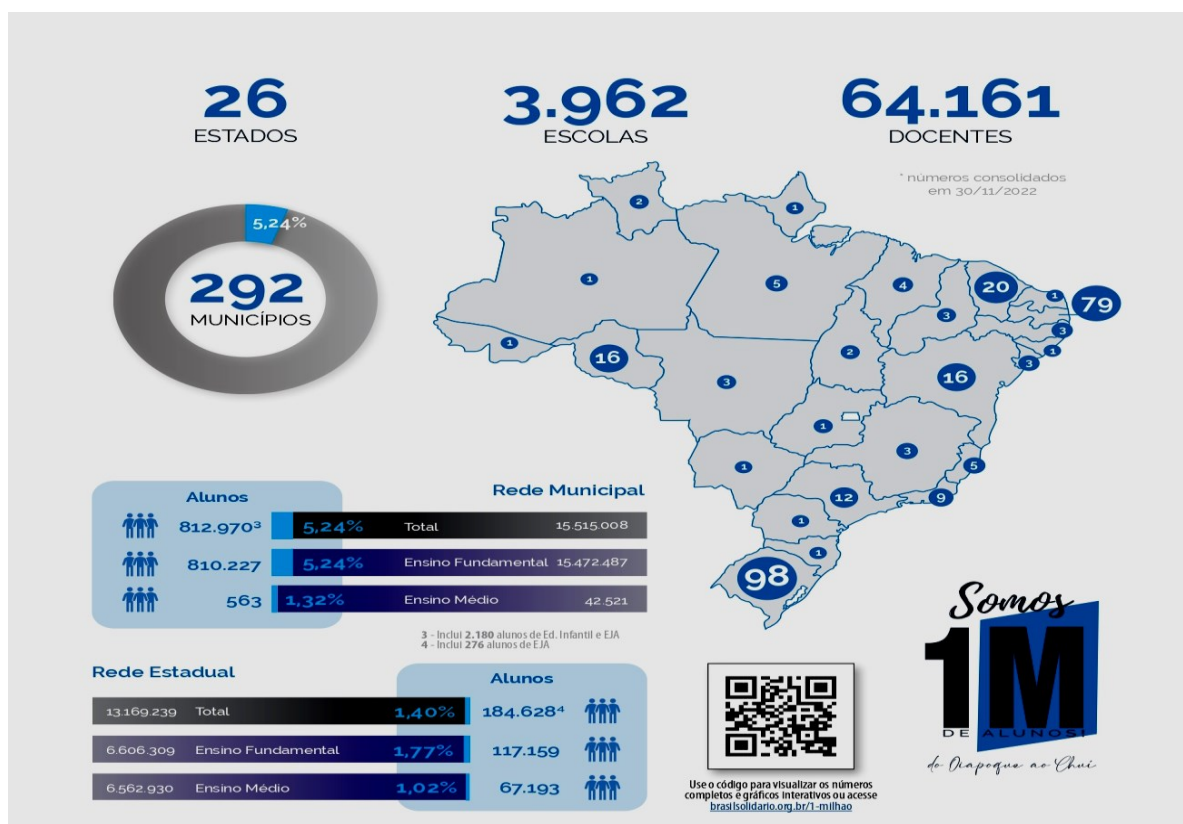 26
ESTADOS
3.962
ESCOLAS
64.161
DOCENTES
* números consolidados
em 30/11/2022
5,24%
292
MUNICÍPIOS
2
1
1
5
4
20
1
79
3
3
1
3
1
16
2
16
3
1
3
5
1
12
9
1
1
98
Alunos
Rede Municipal
812.970³ 5,24% Total 15.515.008
810.227 5,24% Ensino Fundamental 15.472.487
563 1,32% Ensino Médio 42.521
3 - Inclui 2.180 alunos de Ed. Infantil e EJA
4 - Inclui 276 alunos de EJA
Rede Estadual
Alunos
13.169.239 Total 1,40% 184.628⁴
6.606.309 Ensino Fundamental 1,77% 117.159
6.562.930 Ensino Médio 1,02% 67.193
Use o código para visualizar os números
completos e gráficos interativos ou acesse
brasilsolidario.org.br/1-milhao
Somos
1M
DE ALUNOS!
do Oiapoque ao Chuí